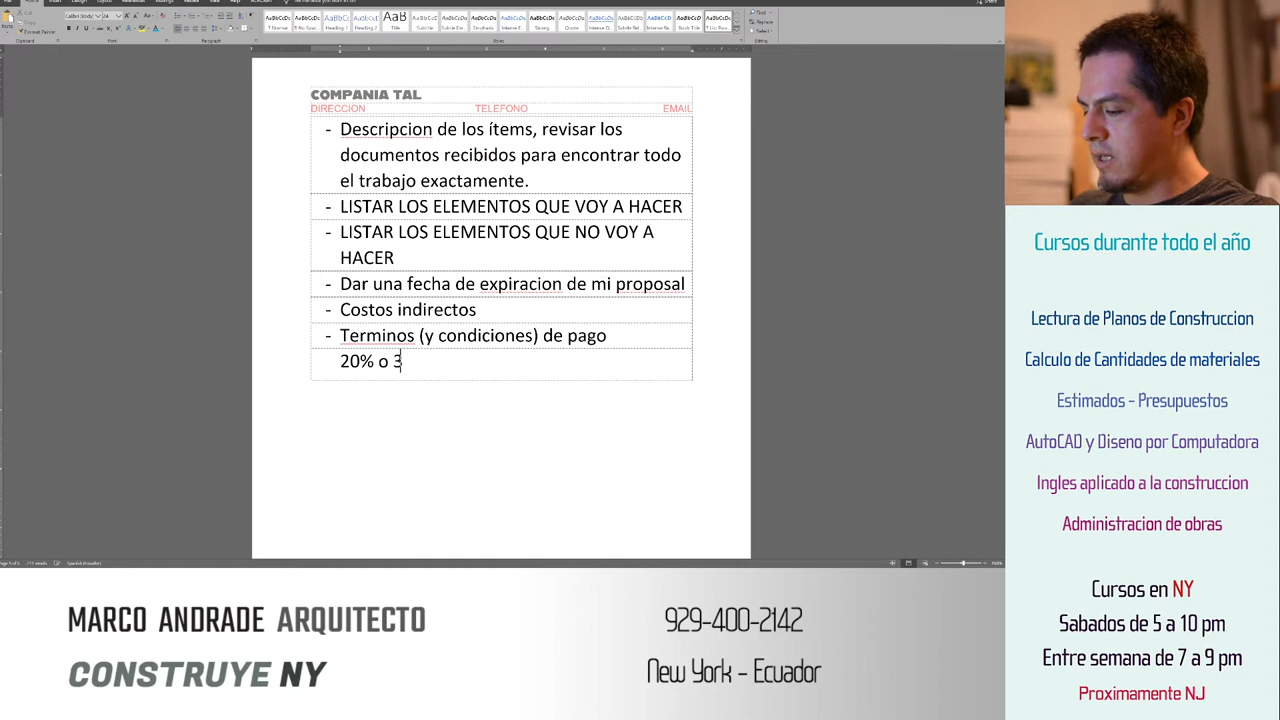 COMPANIA TAL
DIRECCION TELEFONO EMAIL
- Descripcion de los ítems, revisar los
documentos recibidos para encontrar todo
el trabajo exactamente.
- LISTAR LOS ELEMENTOS QUE VOY A HACER
- LISTAR LOS ELEMENTOS QUE NO VOY A
HACER
- Dar una fecha de expiracion de mi proposal
- Costos indirectos
- Terminos (y condiciones) de pago
20% o 3
Cursos durante todo el año
Lectura de Planos de Construccion
Calculo de Cantidades de materiales
Estimados - Presupuestos
AutoCAD y Diseno por Computadora
Ingles aplicado a la construccion
Administracion de obras
Cursos en NY
Sabados de 5 a 10 pm
Entre semana de 7 a 9 pm
Proximamente NJ
MARCO ANDRADE ARQUITECTO
CONSTRUYE NY
929-400-2142
New York - Ecuador